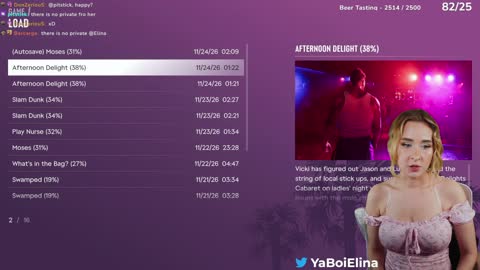 DonZeriouS: @pitstick, happy?
there is no private fro her
DonZeriouS: xD
Barcarge: there is no private @Elina
GAME /
LOAD
Beer Tasting - 2514 / 2500
82/25
(Autosave) Moses (31%) 11/24/26 02:09
Afternoon Delight (38%) 11/24/26 01:22
Afternoon Delight (38%) 11/24/26 01:21
Slam Dunk (34%) 11/23/26 02:27
Slam Dunk (34%) 11/23/26 02:21
Play Nurse (32%) 11/23/26 01:34
Moses (31%) 11/22/26 23:28
What's in the Bag? (27%) 11/22/26 04:47
Swamped (19%) 11/21/26 03:34
Swamped (19%) 11/21/26 03:28
2 / 16
AFTERNOON DELIGHT (38%)
Vicki has figured out Jason and
string of local stick ups, and
Cabaret on ladies' night
YaBoiElina